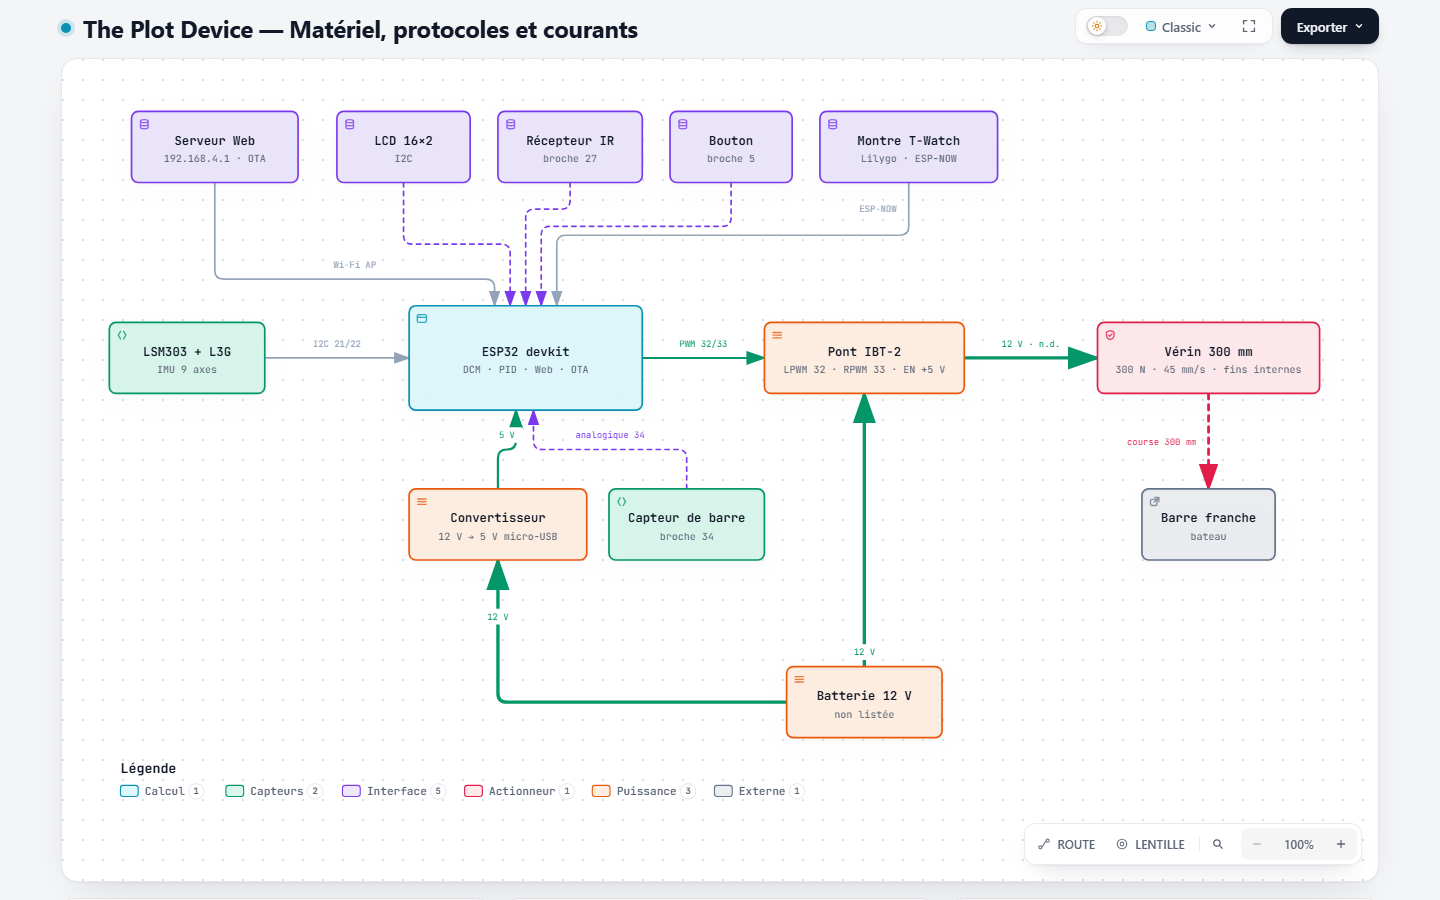 The Plot Device — Matériel, protocoles et courants
Classic
Exporter
Serveur Web
192.168.4.1 · OTA
LCD 16×2
I2C
Récepteur IR
broche 27
Bouton
broche 5
Montre T-Watch
Lilygo · ESP-NOW
ESP-NOW
Wi-Fi AP
LSM303 + L3G
IMU 9 axes
I2C 21/22
ESP32 devkit
DCM · PID · Web · OTA
PWM 32/33
Pont IBT-2
LPWM 32 · RPWM 33 · EN +5 V
12 V · n.d.
Vérin 300 mm
300 N · 45 mm/s · fins internes
5 V
analogique 34
course 300 mm
Convertisseur
12 V → 5 V micro-USB
Capteur de barre
broche 34
Barre franche
bateau
12 V
12 V
Batterie 12 V
non listée
Légende
Calcul 1
Capteurs 2
Interface 5
Actionneur 1
Puissance 3
Externe 1
ROUTE
LENTILLE
− 100% +